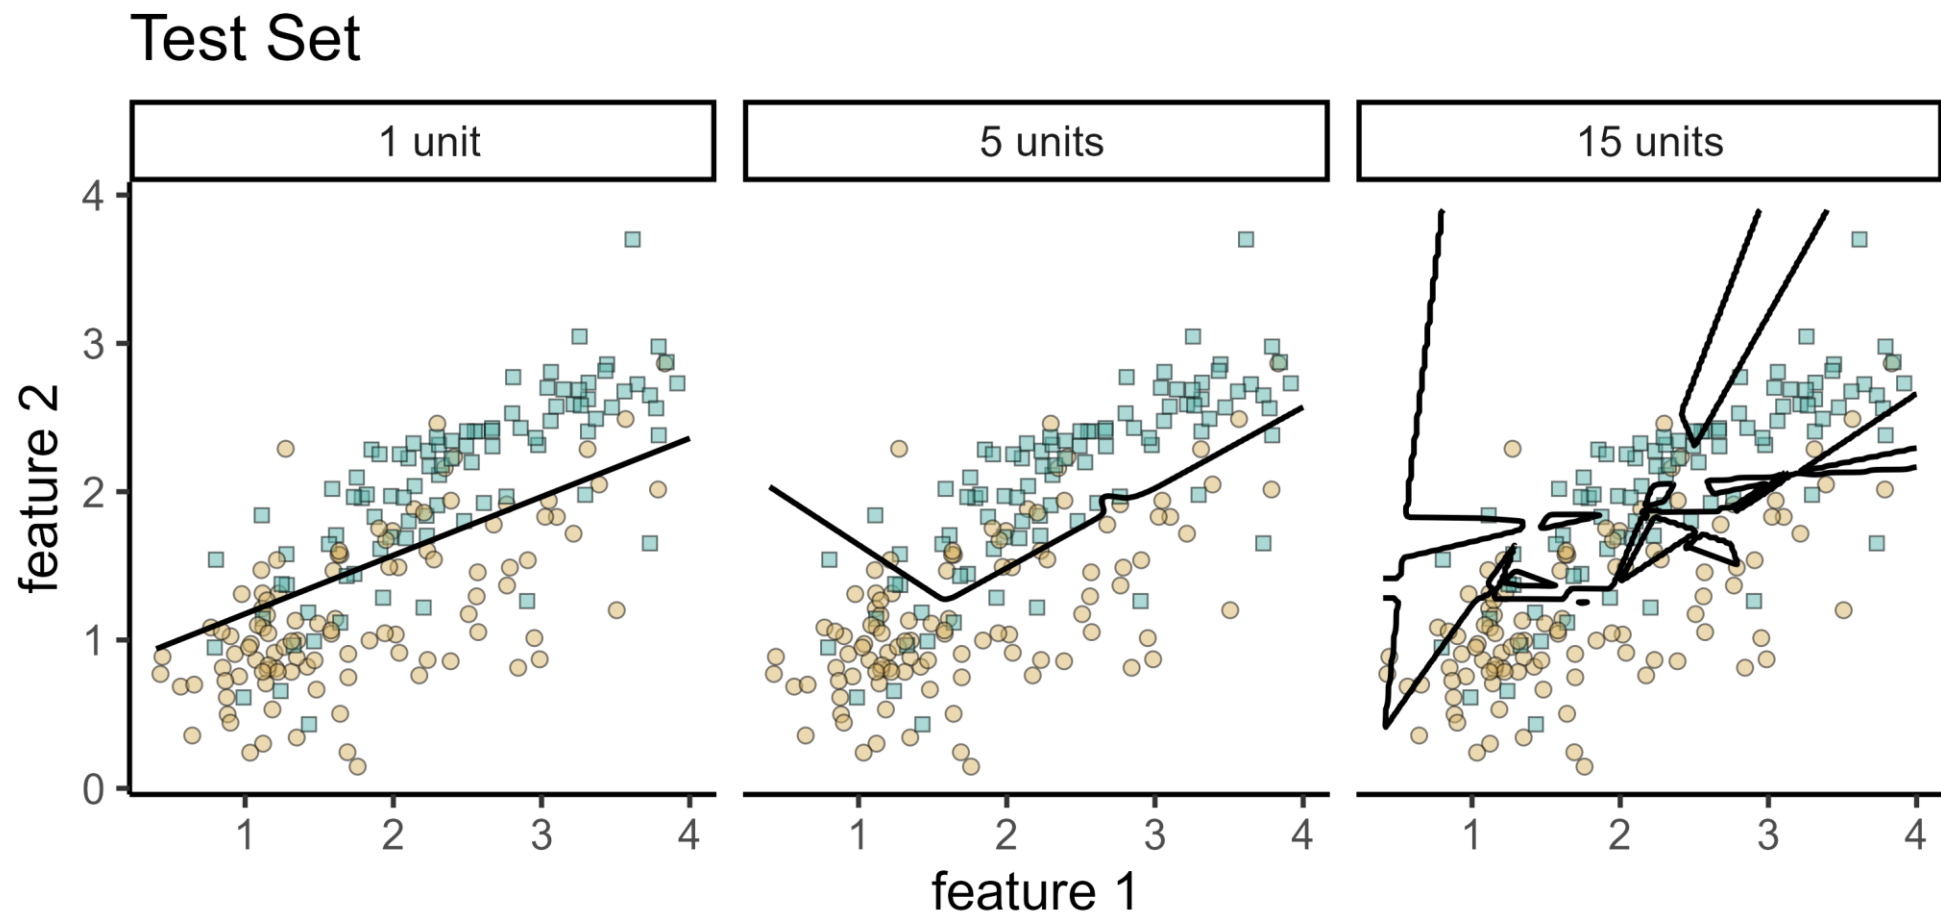 Test Set
1 unit
5 units
15 units
4
3
2
1
0
feature 2
1 2 3 4
1 2 3 4
1 2 3 4
feature 1